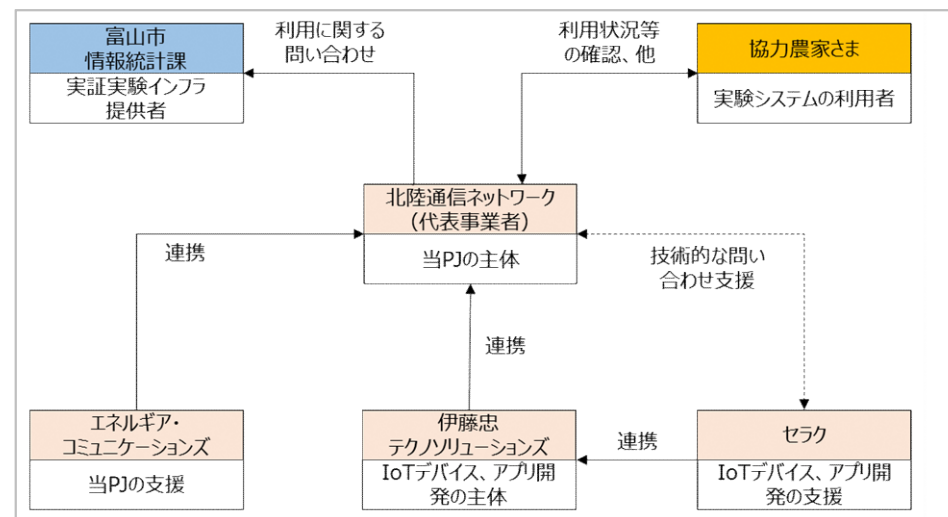 富山市
情報統計課
実証実験インフラ
提供者
利用に関する
問い合わせ
利用状況等
の確認、他
協力農家さま
実験システムの利用者
北陸通信ネットワーク
(代表事業者)
当PJの主体
連携
技術的な問い
合わせ支援
連携
エネルギア・
コミュニケーションズ
当PJの支援
伊藤忠
テクノソリューションズ
IoTデバイス、アプリ開
発の主体
連携
セラク
IoTデバイス、アプリ開
発の支援